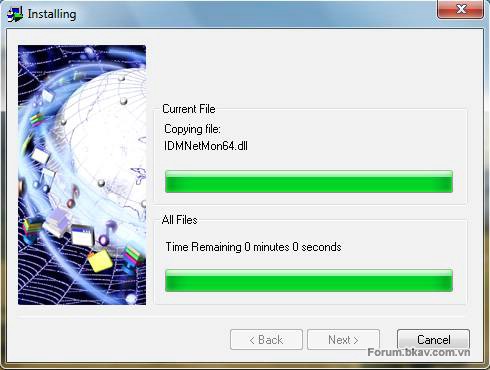 Installing
Current File
Copying file:
IDMNetMon64.dll
All Files
Time Remaining 0 minutes 0 seconds
< Back
Next >
Cancel
Forum.bkav.com.vn